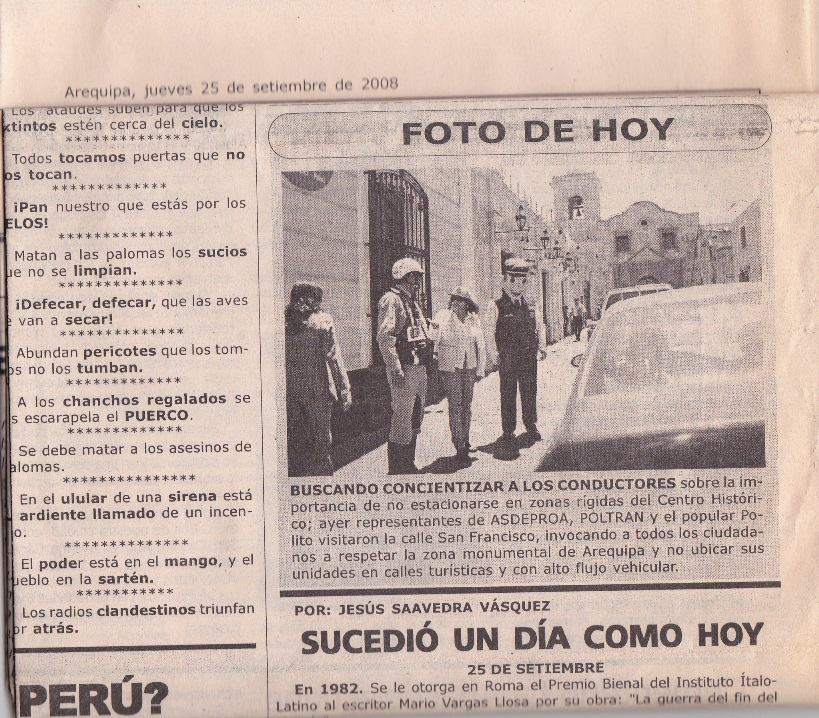 Arequipa, jueves 25 de setiembre de 2008
Los ataúdes suben para que los
xtintos estén cerca del cielo.
**************
Todos tocamos puertas que no
os tocan.
*************
¡Pan nuestro que estás por los
ELOS!
*************
Matan a las palomas los sucios
ue no se limpian.
**************
¡Defecar, defecar, que las aves
e van a secar!
**************
Abundan pericotes que los tom-
os no los tumban.
*************
A los chanchos regalados se
s escarapela el PUERCO.
*************
Se debe matar a los asesinos de
alomas.
***************
En el ulular de una sirena está
ardiente llamado de un incen-
o.
**************
El poder está en el mango, y el
ueblo en la sartén.
***********
Los radios clandestinos triunfan
or atrás.
PERÚ?
FOTO DE HOY
BUSCANDO CONCIENTIZAR A LOS CONDUCTORES sobre la im-
portancia de no estacionarse en zonas rígidas del Centro Históri-
co; ayer representantes de ASDEPROA, POLTRAN y el popular Po-
lito visitaron la calle San Francisco, invocando a todos los ciudada-
nos a respetar la zona monumental de Arequipa y no ubicar sus
unidades en calles turísticas y con alto flujo vehicular.
POR: JESÚS SAAVEDRA VÁSQUEZ
SUCEDIÓ UN DÍA COMO HOY
25 DE SETIEMBRE
En 1982. Se le otorga en Roma el Premio Bienal del Instituto Ítalo-
Latino al escritor Mario Vargas Llosa por su obra: "La guerra del fin del